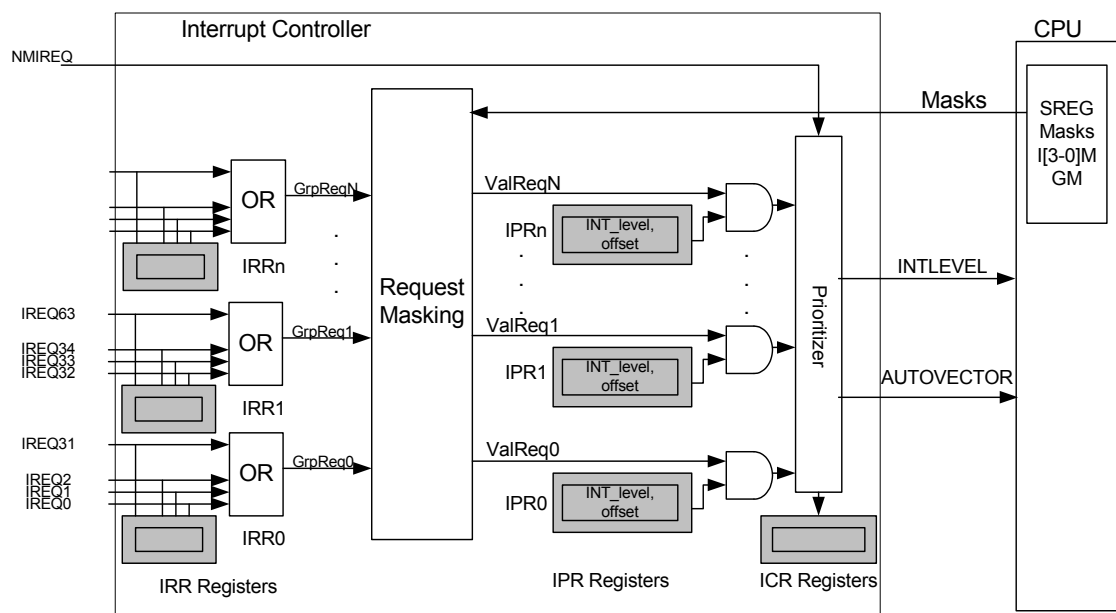 Interrupt Controller
CPU
NMIREQ
Masks
SREG
Masks
I[3-0]M
GM
OR
GrpReqN
ValReqN
IRRn
IPRn
INT_level,
offset
Request
Masking
Prioritizer
INTLEVEL
IREQ63
IREQ34
IREQ33
IREQ32
OR
GrpReq1
ValReq1
IRR1
IPR1
INT_level,
offset
AUTOVECTOR
IREQ31
IREQ2
IREQ1
IREQ0
OR
GrpReq0
ValReq0
IRR0
IPR0
INT_level,
offset
IRR Registers
IPR Registers
ICR Registers